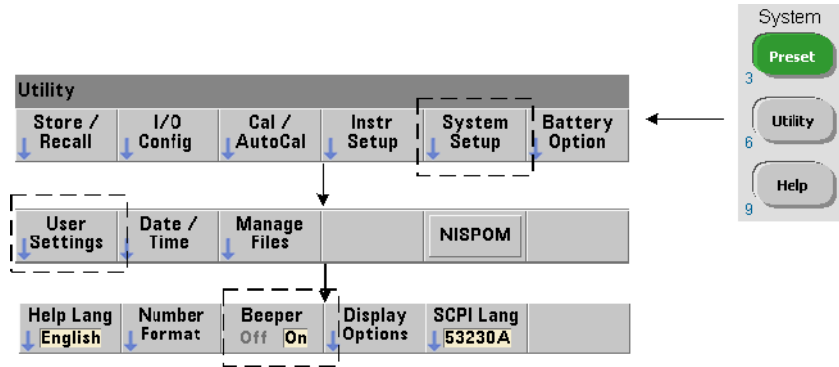 System
Preset
3
Utility
6
Help
9
Utility
Store / Recall
I/O Config
Cal / AutoCal
Instr Setup
System Setup
Battery Option
User Settings
Date / Time
Manage Files
NISPOM
Help Lang English
Number Format
Beeper Off On
Display Options
SCPI Lang 53230A